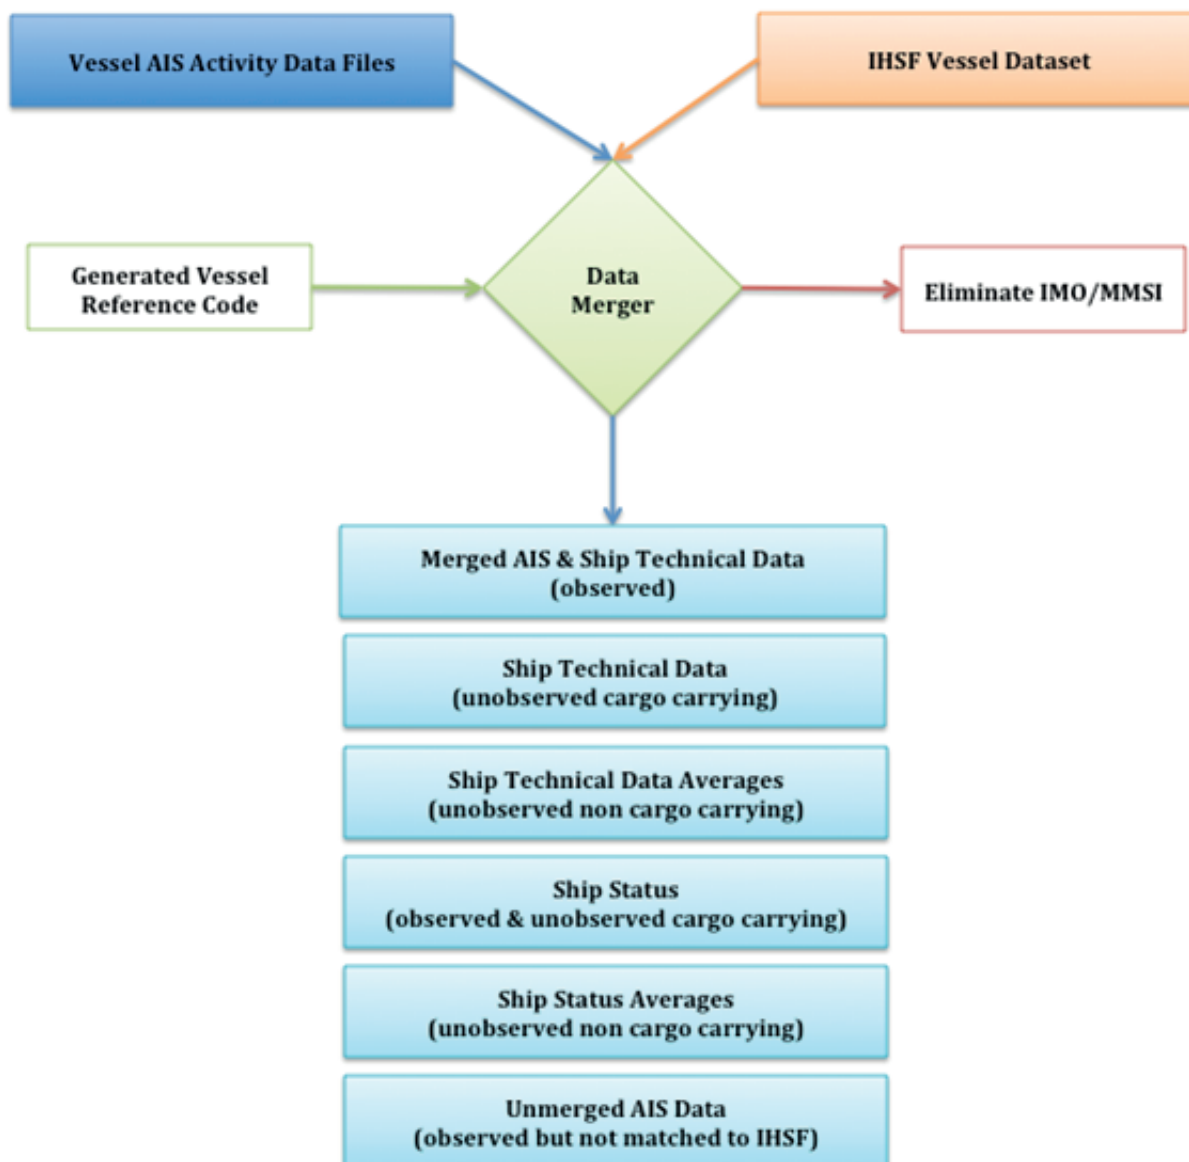 Vessel AIS Activity Data Files
IHSF Vessel Dataset
Generated Vessel
Reference Code
Data
Merger
Eliminate IMO/MMSI
Merged AIS & Ship Technical Data
(observed)
Ship Technical Data
(unobserved cargo carrying)
Ship Technical Data Averages
(unobserved non cargo carrying)
Ship Status
(observed & unobserved cargo carrying)
Ship Status Averages
(unobserved non cargo carrying)
Unmerged AIS Data
(observed but not matched to IHSF)